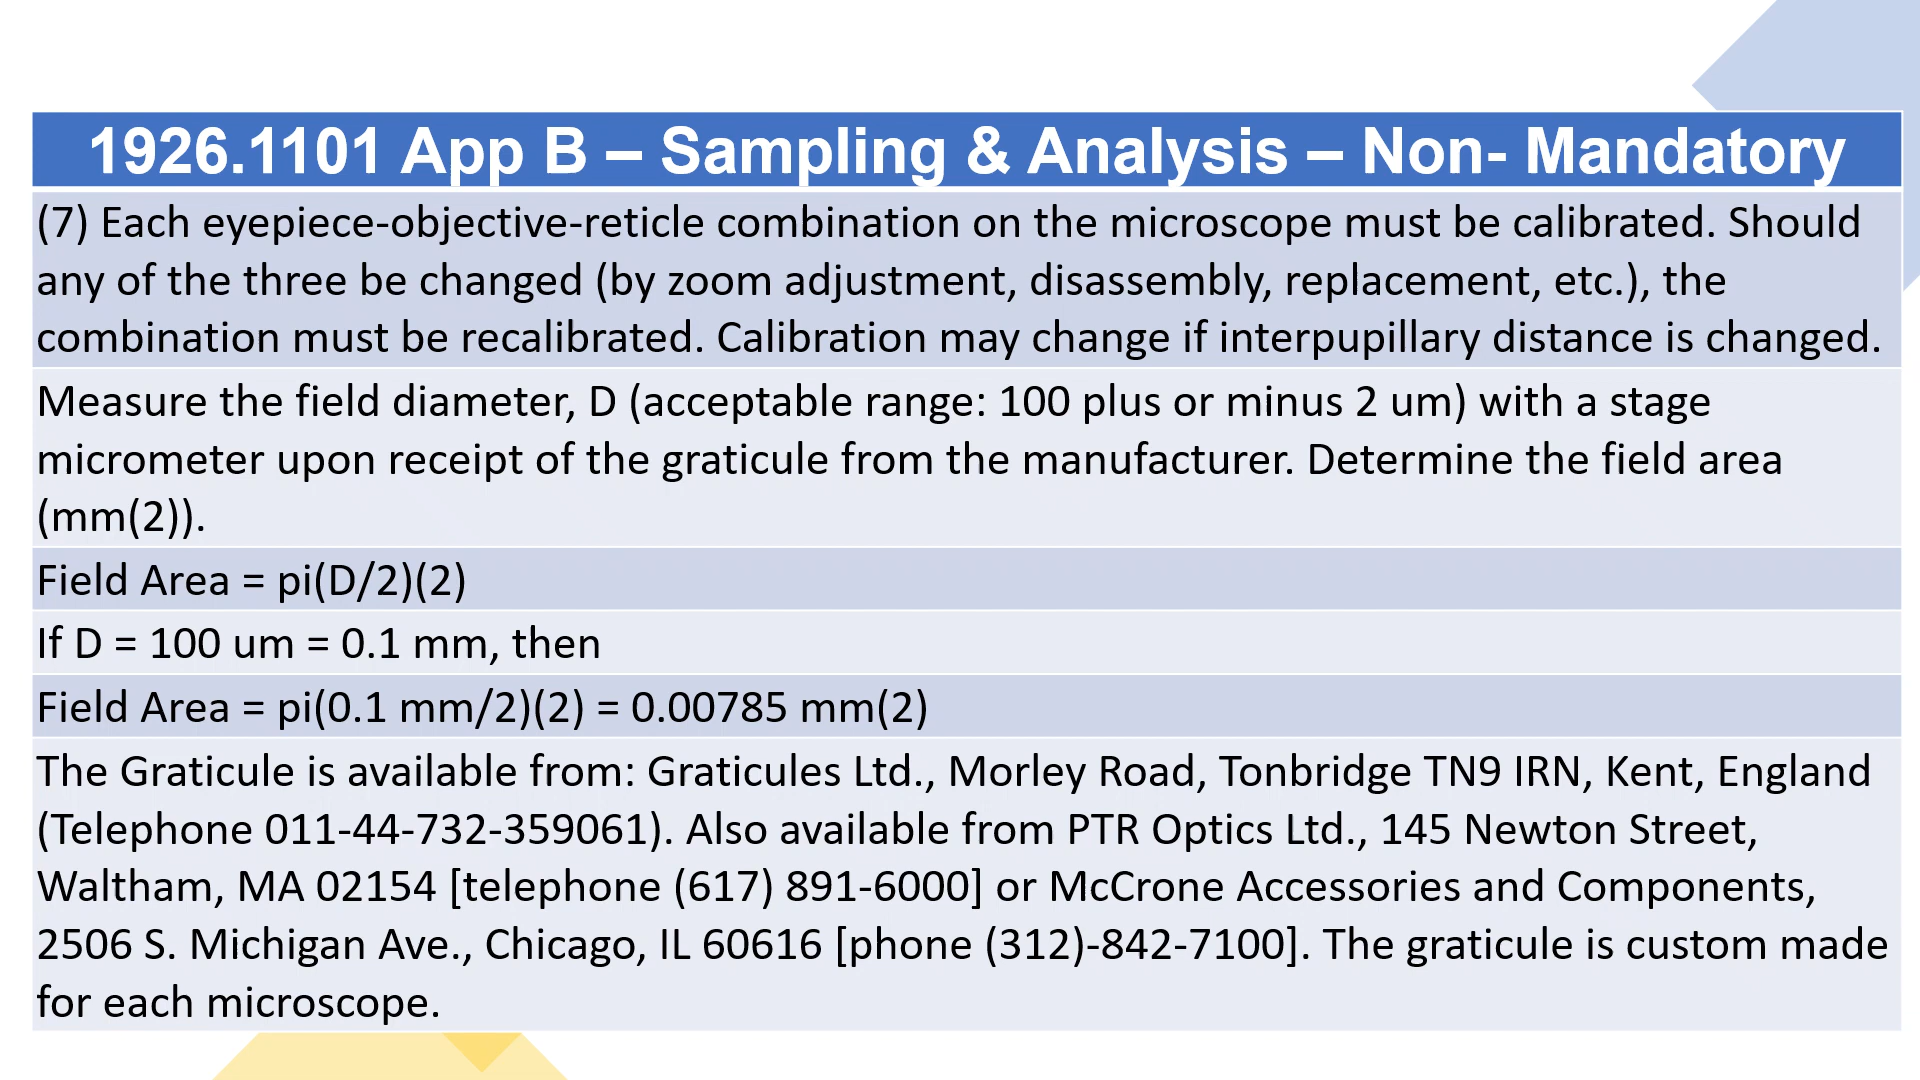 1926.1101 App B – Sampling & Analysis – Non- Mandatory
(7) Each eyepiece-objective-reticle combination on the microscope must be calibrated. Should
any of the three be changed (by zoom adjustment, disassembly, replacement, etc.), the
combination must be recalibrated. Calibration may change if interpupillary distance is changed.
Measure the field diameter, D (acceptable range: 100 plus or minus 2 um) with a stage
micrometer upon receipt of the graticule from the manufacturer. Determine the field area
(mm(2)).
Field Area = pi(D/2)(2)
If D = 100 um = 0.1 mm, then
Field Area = pi(0.1 mm/2)(2) = 0.00785 mm(2)
The Graticule is available from: Graticules Ltd., Morley Road, Tonbridge TN9 IRN, Kent, England
(Telephone 011-44-732-359061). Also available from PTR Optics Ltd., 145 Newton Street,
Waltham, MA 02154 [telephone (617) 891-6000] or McCrone Accessories and Components,
2506 S. Michigan Ave., Chicago, IL 60616 [phone (312)-842-7100]. The graticule is custom made
for each microscope.